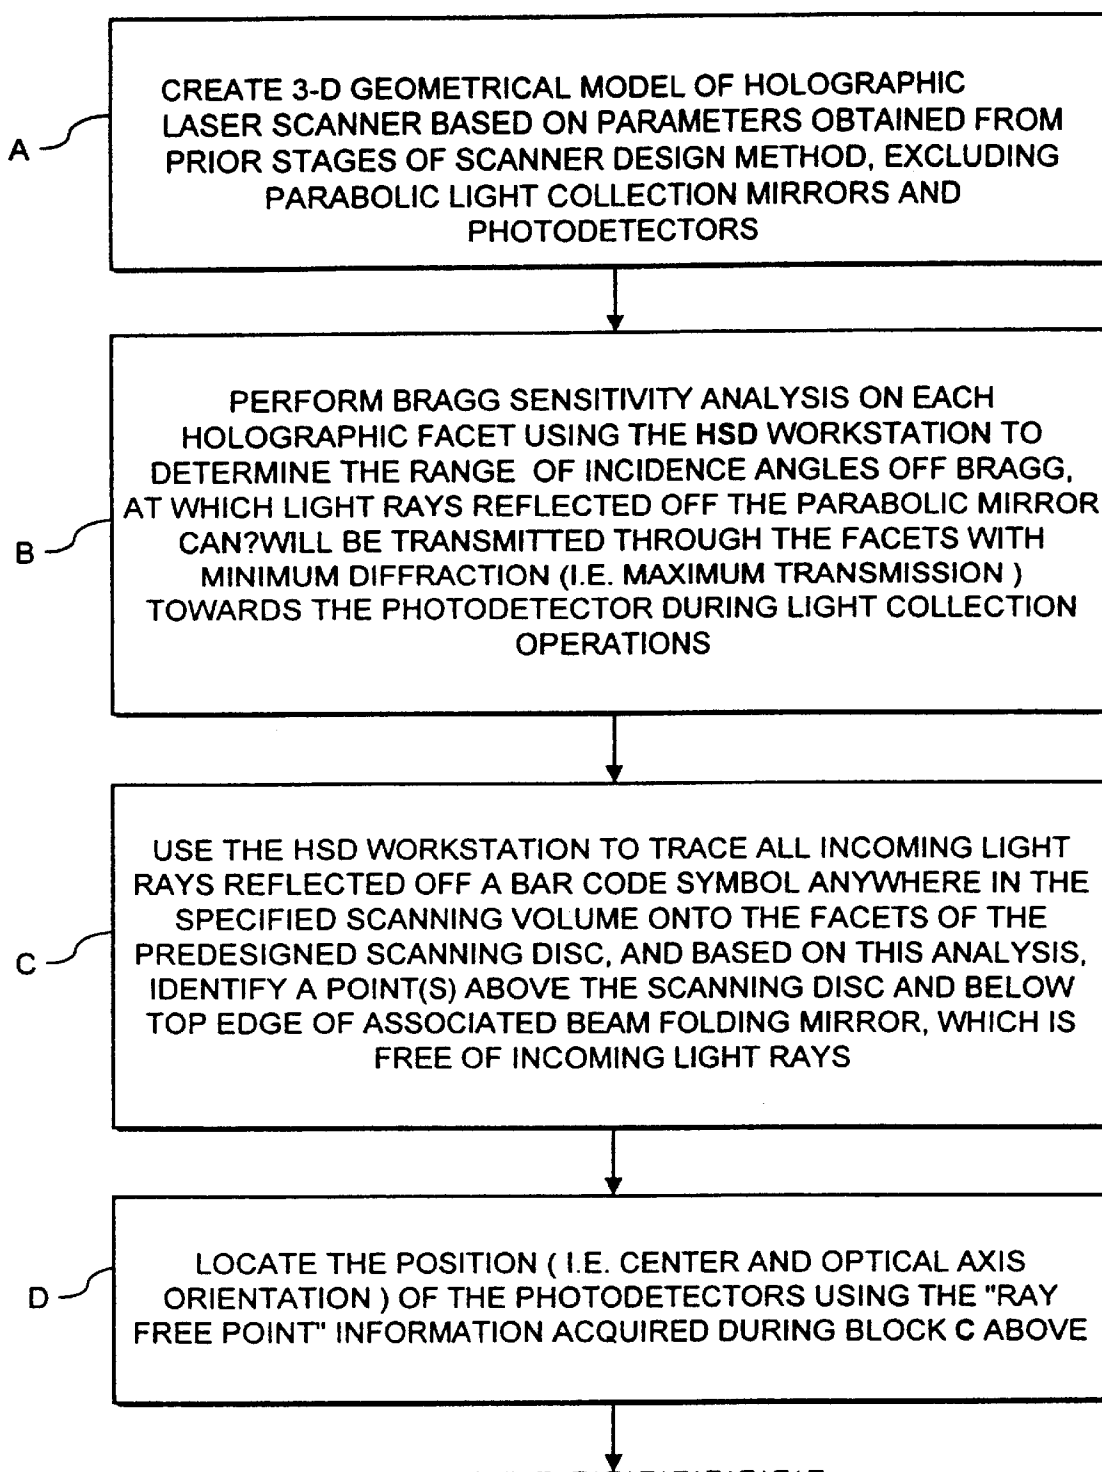 A
CREATE 3-D GEOMETRICAL MODEL OF HOLOGRAPHIC
LASER SCANNER BASED ON PARAMETERS OBTAINED FROM
PRIOR STAGES OF SCANNER DESIGN METHOD, EXCLUDING
PARABOLIC LIGHT COLLECTION MIRRORS AND
PHOTODETECTORS
B
PERFORM BRAGG SENSITIVITY ANALYSIS ON EACH
HOLOGRAPHIC FACET USING THE HSD WORKSTATION TO
DETERMINE THE RANGE OF INCIDENCE ANGLES OFF BRAGG,
AT WHICH LIGHT RAYS REFLECTED OFF THE PARABOLIC MIRROR
CAN?WILL BE TRANSMITTED THROUGH THE FACETS WITH
MINIMUM DIFFRACTION (I.E. MAXIMUM TRANSMISSION )
TOWARDS THE PHOTODETECTOR DURING LIGHT COLLECTION
OPERATIONS
C
USE THE HSD WORKSTATION TO TRACE ALL INCOMING LIGHT
RAYS REFLECTED OFF A BAR CODE SYMBOL ANYWHERE IN THE
SPECIFIED SCANNING VOLUME ONTO THE FACETS OF THE
PREDESIGNED SCANNING DISC, AND BASED ON THIS ANALYSIS,
IDENTIFY A POINT(S) ABOVE THE SCANNING DISC AND BELOW
TOP EDGE OF ASSOCIATED BEAM FOLDING MIRROR, WHICH IS
FREE OF INCOMING LIGHT RAYS
D
LOCATE THE POSITION ( I.E. CENTER AND OPTICAL AXIS
ORIENTATION ) OF THE PHOTODETECTORS USING THE "RAY
FREE POINT" INFORMATION ACQUIRED DURING BLOCK C ABOVE